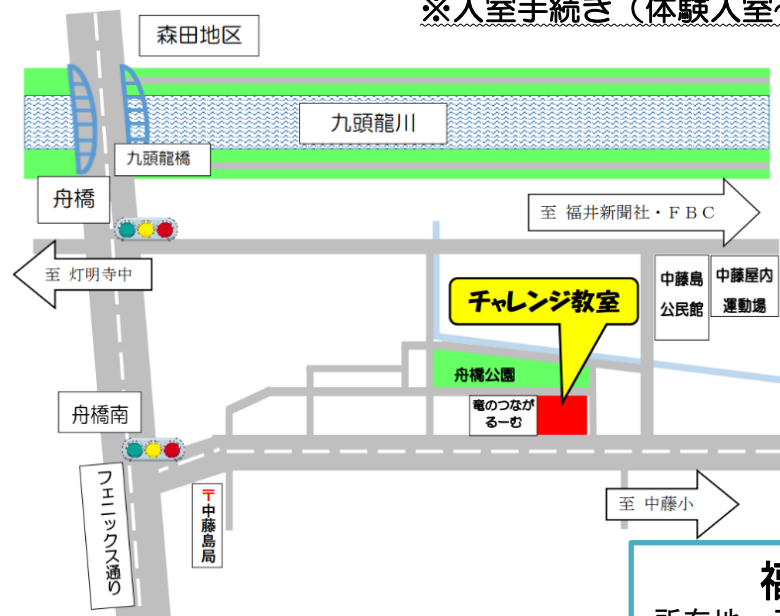 ※入室手続き（体験入室
森田地区
九頭龍川
九頭龍橋
舟橋
至 福井新聞社・ＦＢＣ
至 灯明寺中
中藤島
公民館
中藤屋内
運動場
チャレンジ教室
舟橋公園
竜のつなが
るーむ
舟橋南
フェニックス通り
〒中藤島局
至 中藤小
福
所在地